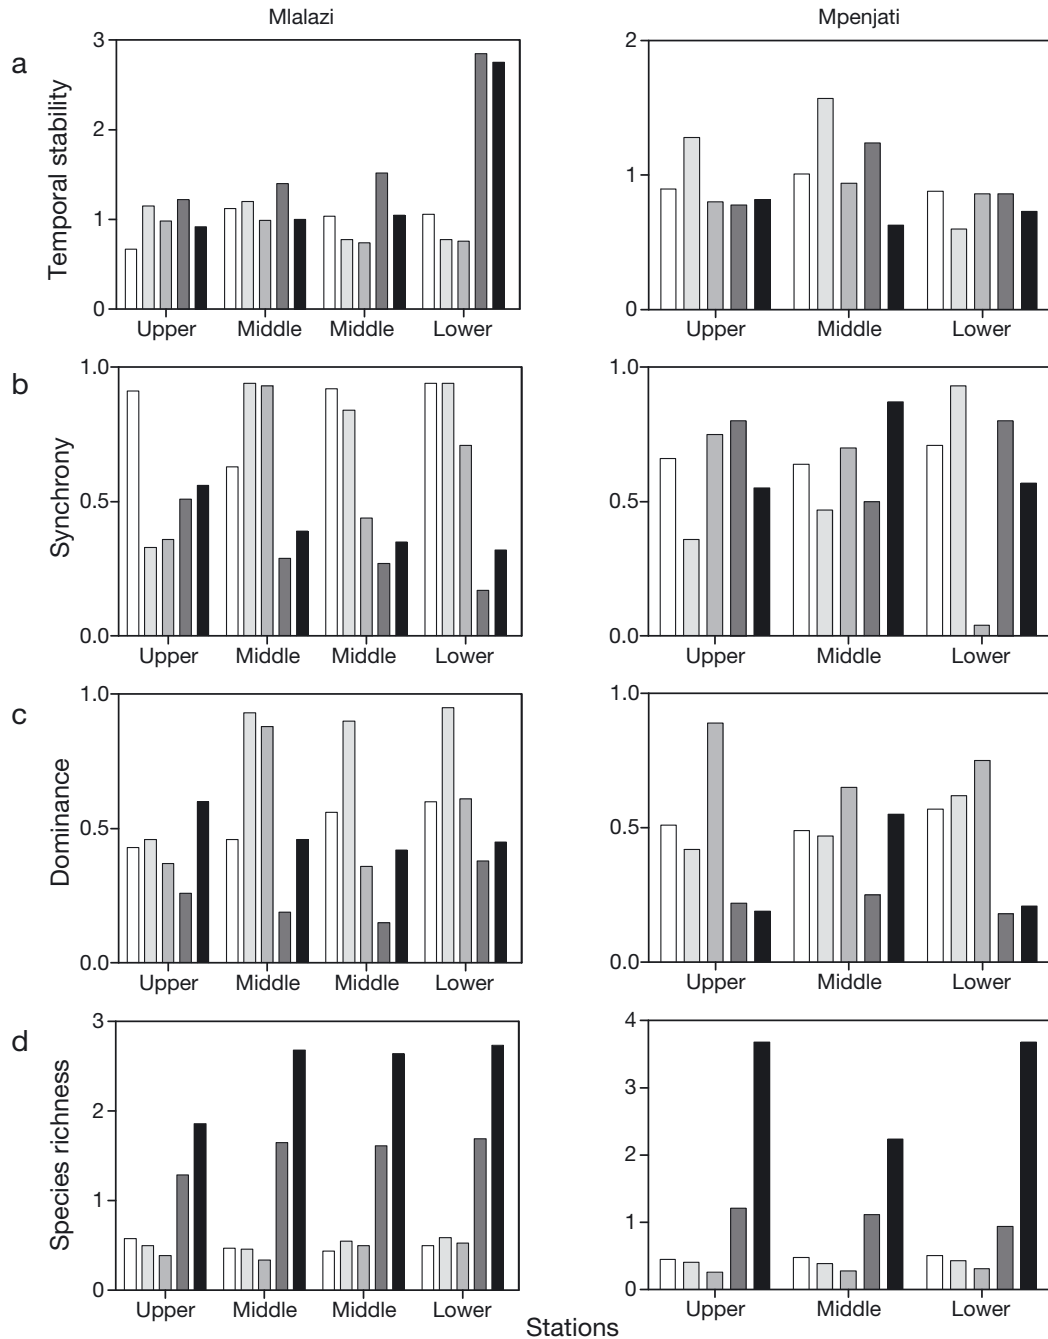 Mlalazi
Mpenjati
a
Temporal stability
3
2
1
0
Upper Middle Middle Lower
2
1
0
Upper Middle Lower
b
Synchrony
1.0
0.5
0.0
Upper Middle Middle Lower
1.0
0.5
0.0
Upper Middle Lower
c
Dominance
1.0
0.5
0.0
Upper Middle Middle Lower
1.0
0.5
0.0
Upper Middle Lower
d
Species richness
3
2
1
0
Upper Middle Middle Lower
4
3
2
1
0
Upper Middle Lower
Stations